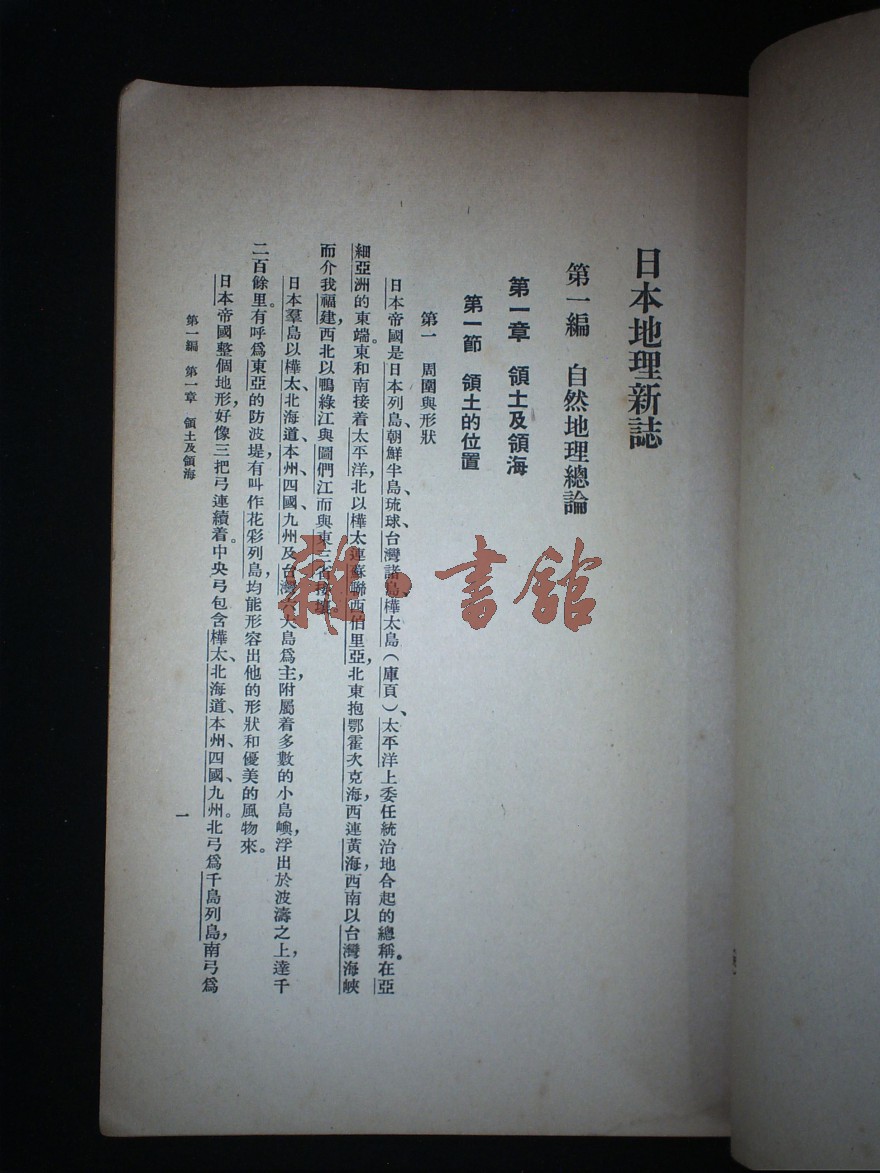 日本地理新誌
第一編 自然地理總論
第一章 領土及領海
第一節 領土的位置
第一 周圍與形狀
日本帝國是日本列島、朝鮮半島、琉球、台灣諸島、樺太島(庫頁)、太平洋上委任統治地合起的總稱。在亞
細亞洲的東端。東和南接着太平洋,北以樺太連蘇聯西伯里亞,北東抱鄂霍次克海,西連黃海,西南以台灣海峽
而介我福建,西北以鴨綠江與圖們江而與東三省
日本羣島以樺太、北海道、本州、四國、九州及台灣六大島爲主,附屬着多數的小島嶼,浮出於波濤之上,達千
二百餘里。有呼爲東亞的防波堤,有叫作花彩列島,均能形容出他的形狀和優美的風物來。
日本帝國整個地形,好像三把弓連續着。中央弓包含樺太、北海道、本州、四國、九州。北弓爲千島列島,南弓爲
第一編 第一章 領土及領海
一
雜·書館